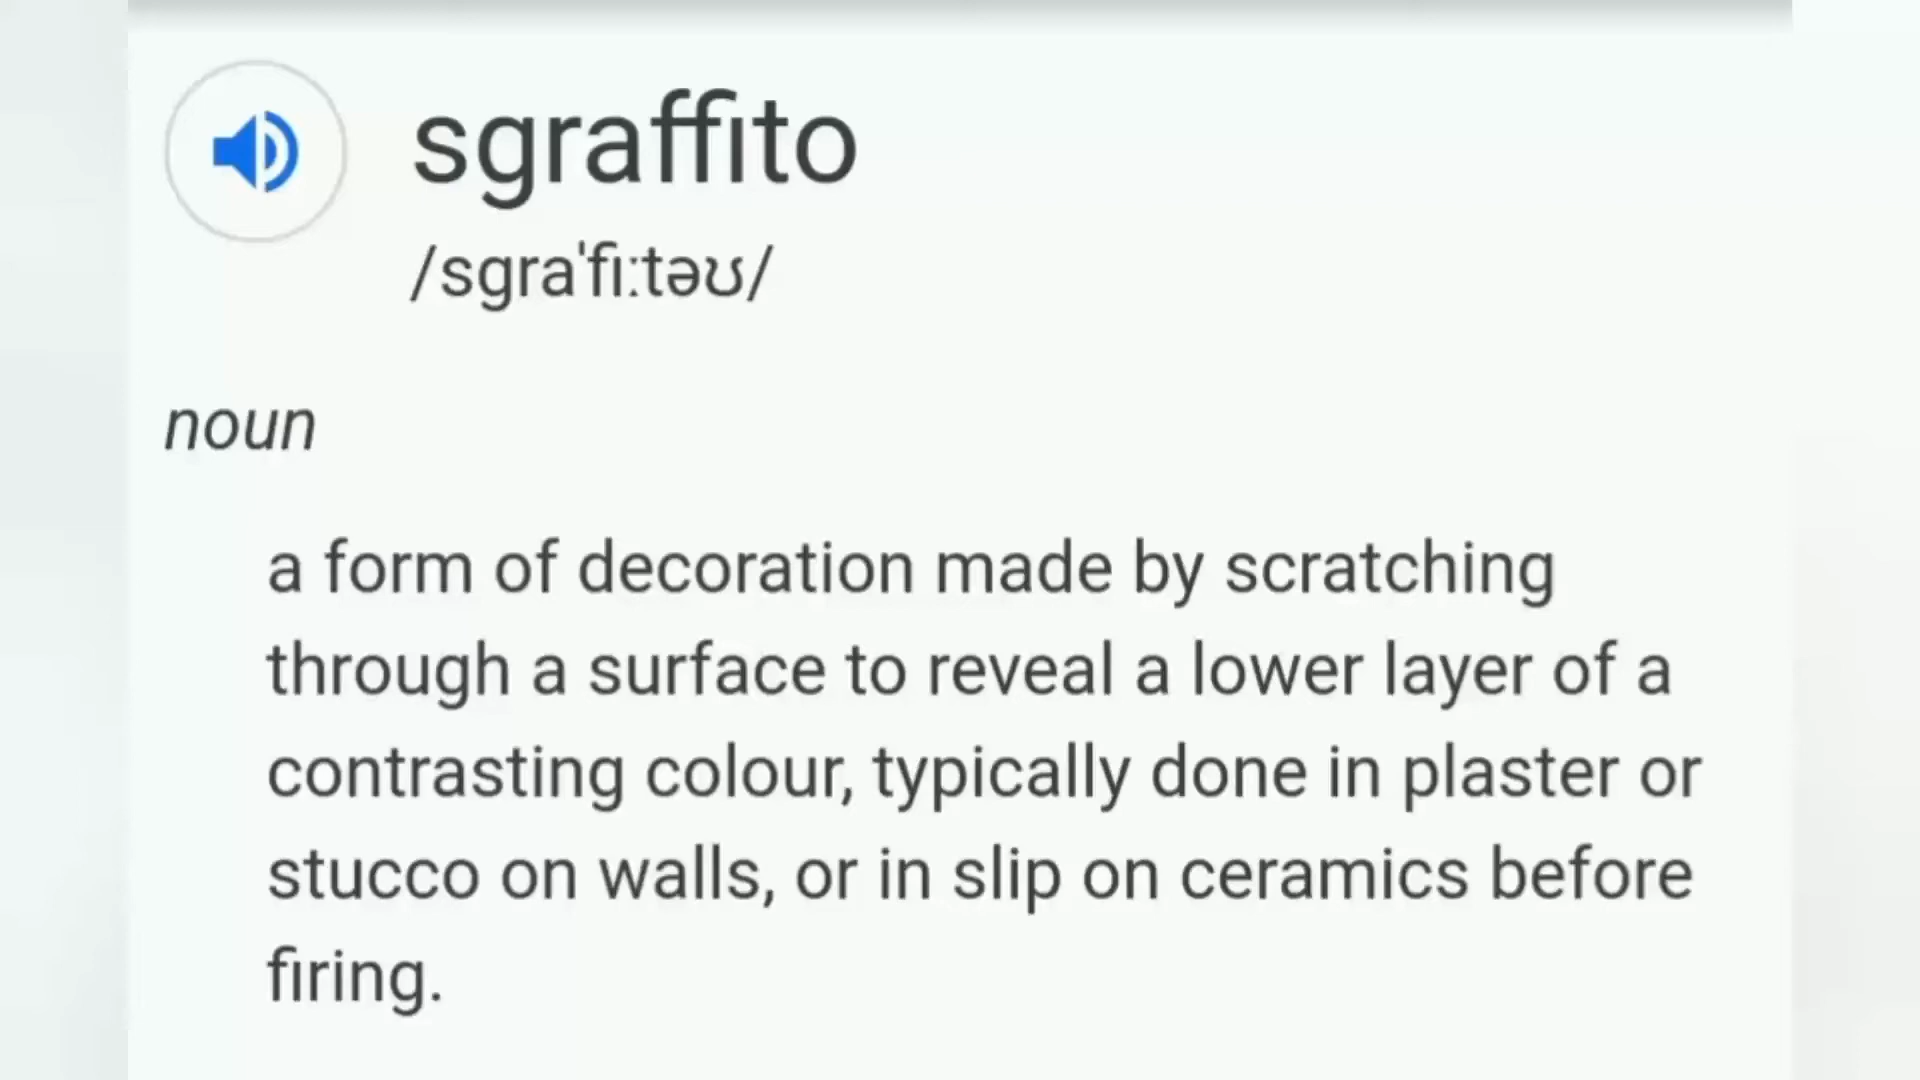 sgraffito
/sɡraˈfiːtəʊ/
noun
a form of decoration made by scratching
through a surface to reveal a lower layer of a
contrasting colour, typically done in plaster or
stucco on walls, or in slip on ceramics before
firing.